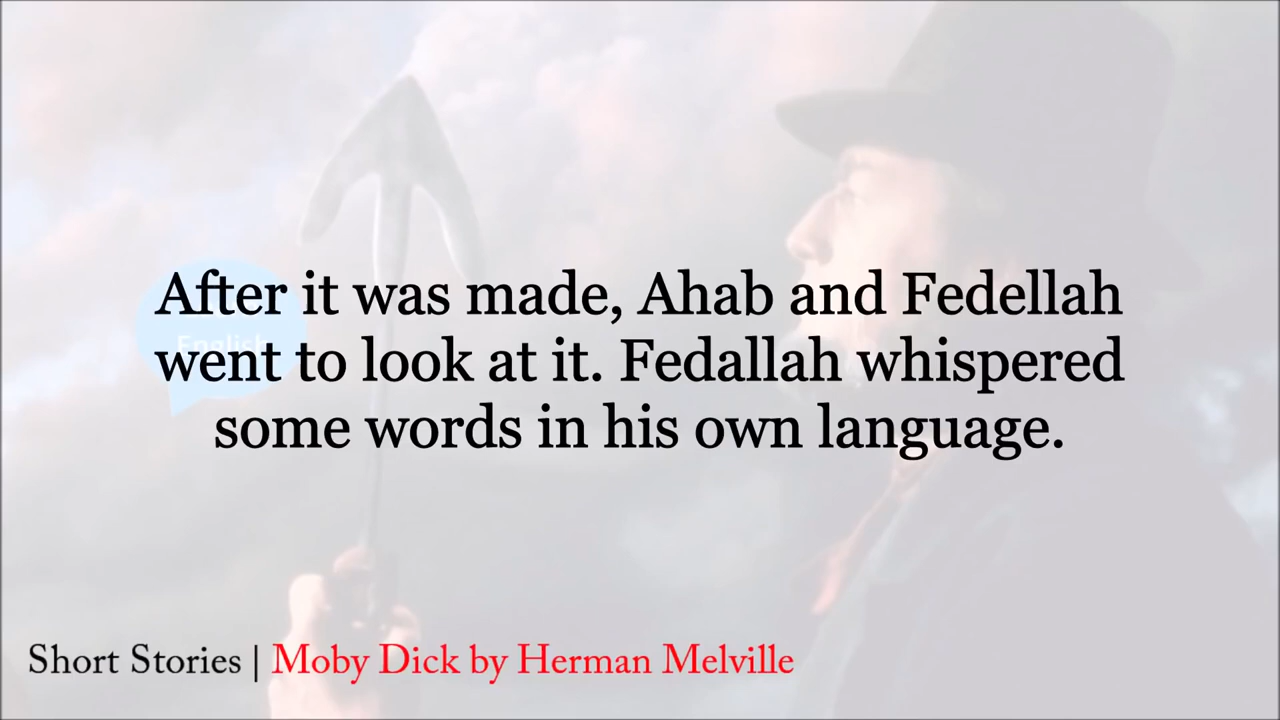 After it was made, Ahab and Fedellah
went to look at it. Fedallah whispered
some words in his own language.
English
Short Stories | Moby Dick by Herman Melville